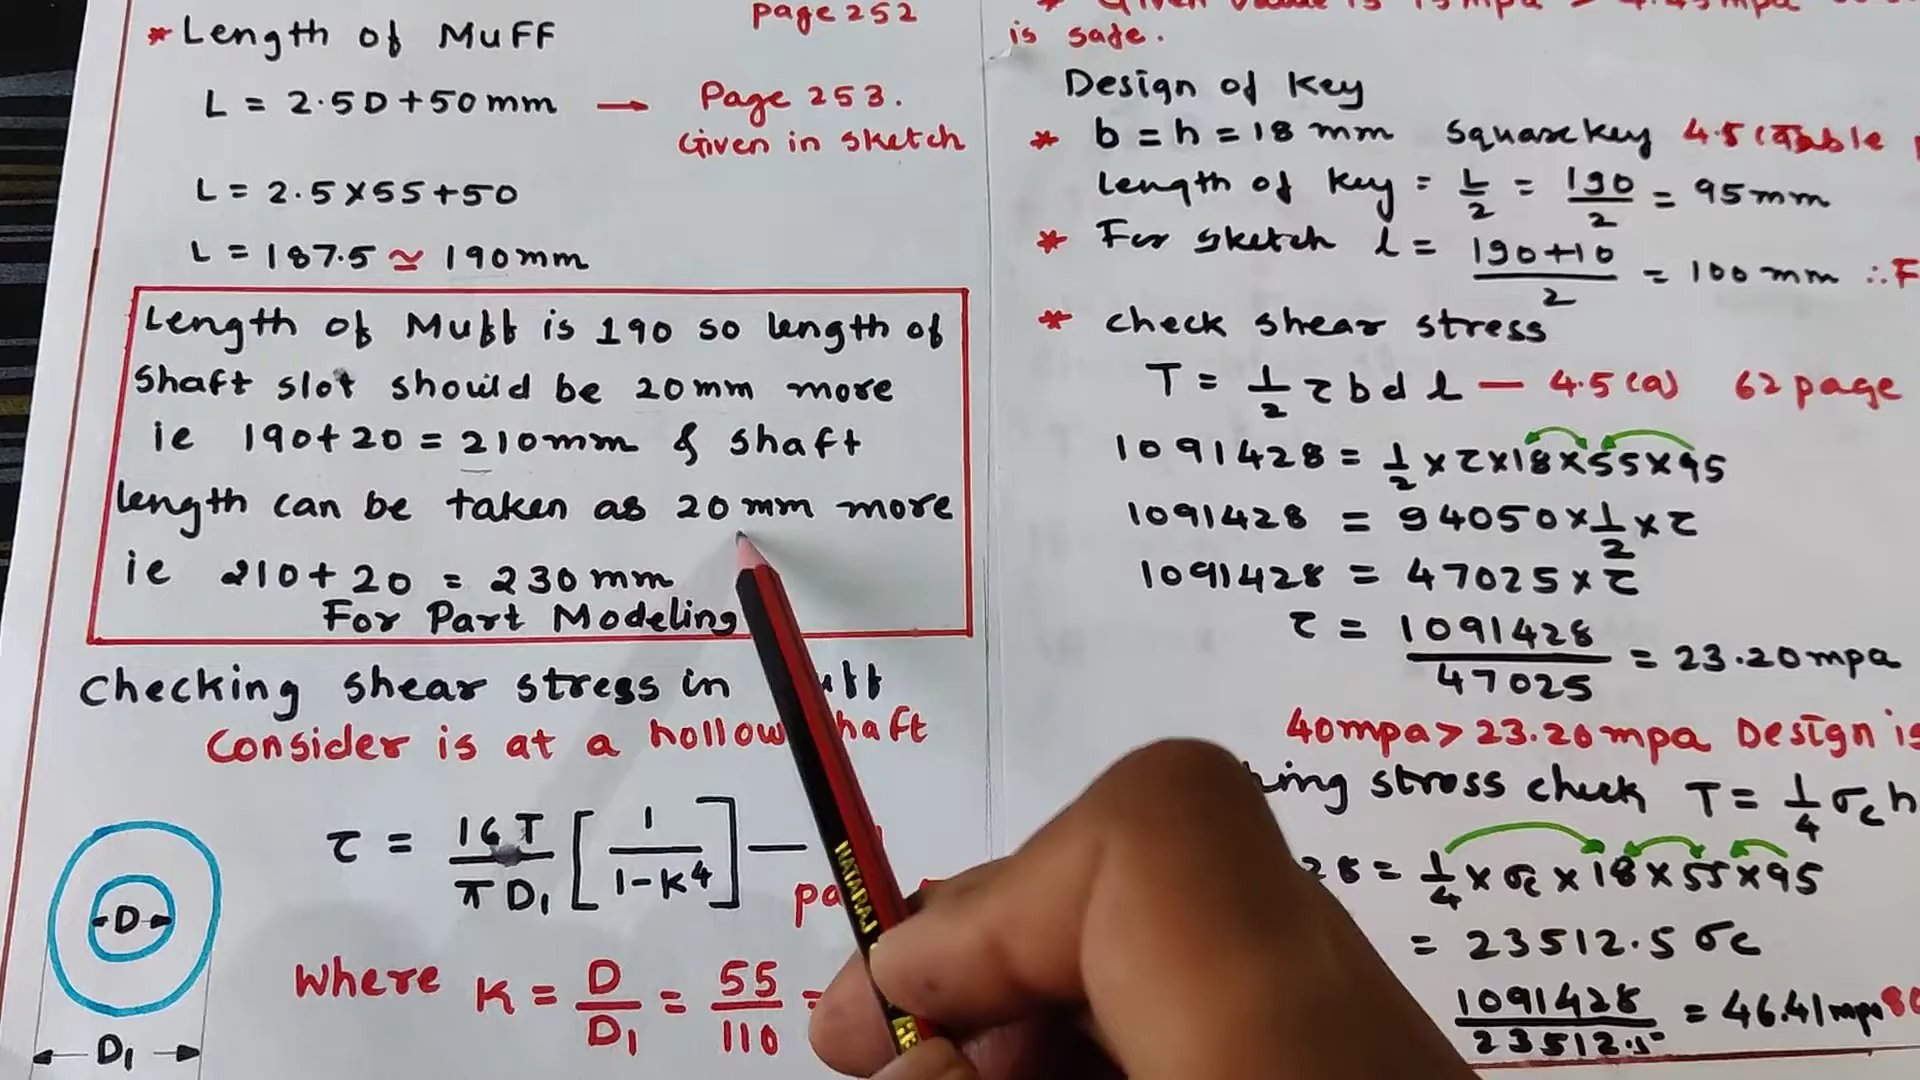 page 252
* Length of MUFF
L = 2.5D+50mm → Page 253.
Given in sketch
L = 2.5×55+50
L = 187.5 ≃ 190mm
Length of Muff is 190 so length of
Shaft slot should be 20mm more
ie 190+20 = 210mm & shaft
length can be taken as 20mm more
ie 210+20 = 230mm
For Part Modeling
Checking shear stress in
Consider is at a hollow
τ = 16T / πD₁ [1 / 1-K⁴] —
D
D₁
Where K = D/D₁ = 55/110 =
is safe.
Design of Key
* b = h = 18 mm Square key 4.5 (Table
Length of Key = L/2 = 190/2 = 95mm
* For sketch l = 190+10 / 2 = 100mm ∴ F
* Check shear stress
T = 1/2 τ b d l — 4.5 (a) 62 page
1091428 = 1/2 × τ × 18 × 55 × 95
1091428 = 94050 × 1/2 × τ
1091428 = 47025 × τ
τ = 1091428 / 47025 = 23.20mpa
40mpa > 23.20mpa Design is
stress check T = 1/4 σc h
28 = 1/4 × σc × 18 × 55 × 95
= 23512.5 σc
1091428 / 23512.5 = 46.41mpa
NATARAJ